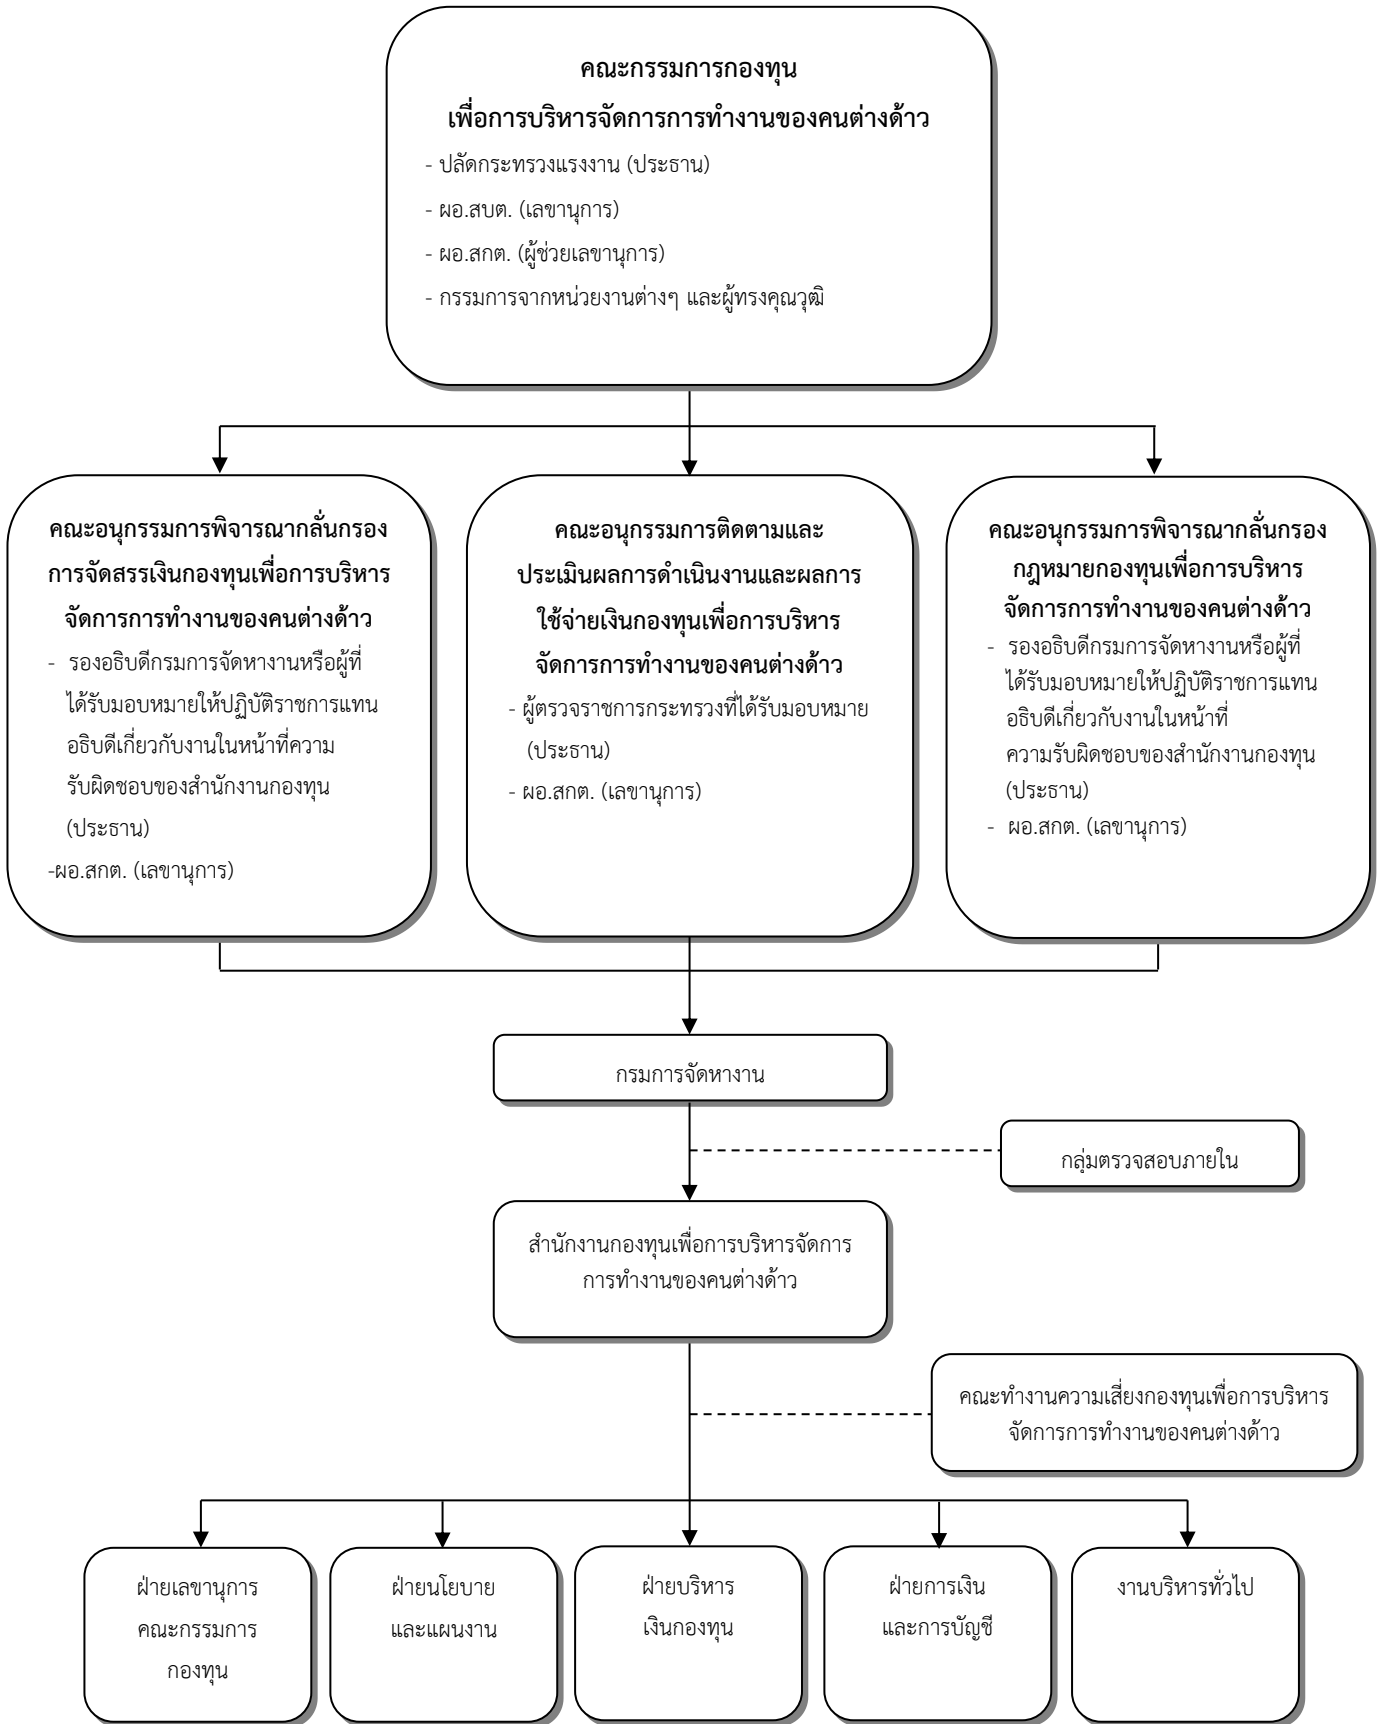 คณะกรรมการกองทุน
เพื่อการบริหารจัดการการทำงานของคนต่างด้าว
- ปลัดกระทรวงแรงงาน (ประธาน)
- ผอ.สบต. (เลขานุการ)
- ผอ.สกต. (ผู้ช่วยเลขานุการ)
- กรรมการจากหน่วยงานต่างๆ และผู้ทรงคุณวุฒิ
คณะอนุกรรมการพิจารณากลั่นกรอง
การจัดสรรเงินกองทุนเพื่อการบริหาร
จัดการการทำงานของคนต่างด้าว
- รองอธิบดีกรมการจัดหางานหรือผู้ที่
ได้รับมอบหมายให้ปฏิบัติราชการแทน
อธิบดีเกี่ยวกับงานในหน้าที่ความ
รับผิดชอบของสำนักงานกองทุน
(ประธาน)
-ผอ.สกต. (เลขานุการ)
คณะอนุกรรมการติดตามและ
ประเมินผลการดำเนินงานและผลการ
ใช้จ่ายเงินกองทุนเพื่อการบริหาร
จัดการการทำงานของคนต่างด้าว
- ผู้ตรวจราชการกระทรวงที่ได้รับมอบหมาย
(ประธาน)
- ผอ.สกต. (เลขานุการ)
คณะอนุกรรมการพิจารณากลั่นกรอง
กฎหมายกองทุนเพื่อการบริหาร
จัดการการทำงานของคนต่างด้าว
- รองอธิบดีกรมการจัดหางานหรือผู้ที่
ได้รับมอบหมายให้ปฏิบัติราชการแทน
อธิบดีเกี่ยวกับงานในหน้าที่
ความรับผิดชอบของสำนักงานกองทุน
(ประธาน)
- ผอ.สกต. (เลขานุการ)
กรมการจัดหางาน
กลุ่มตรวจสอบภายใน
สำนักงานกองทุนเพื่อการบริหารจัดการ
การทำงานของคนต่างด้าว
คณะทำงานความเสี่ยงกองทุนเพื่อการบริหาร
จัดการการทำงานของคนต่างด้าว
ฝ่ายเลขานุการ
คณะกรรมการ
กองทุน
ฝ่ายนโยบาย
และแผนงาน
ฝ่ายบริหาร
เงินกองทุน
ฝ่ายการเงิน
และการบัญชี
งานบริหารทั่วไป